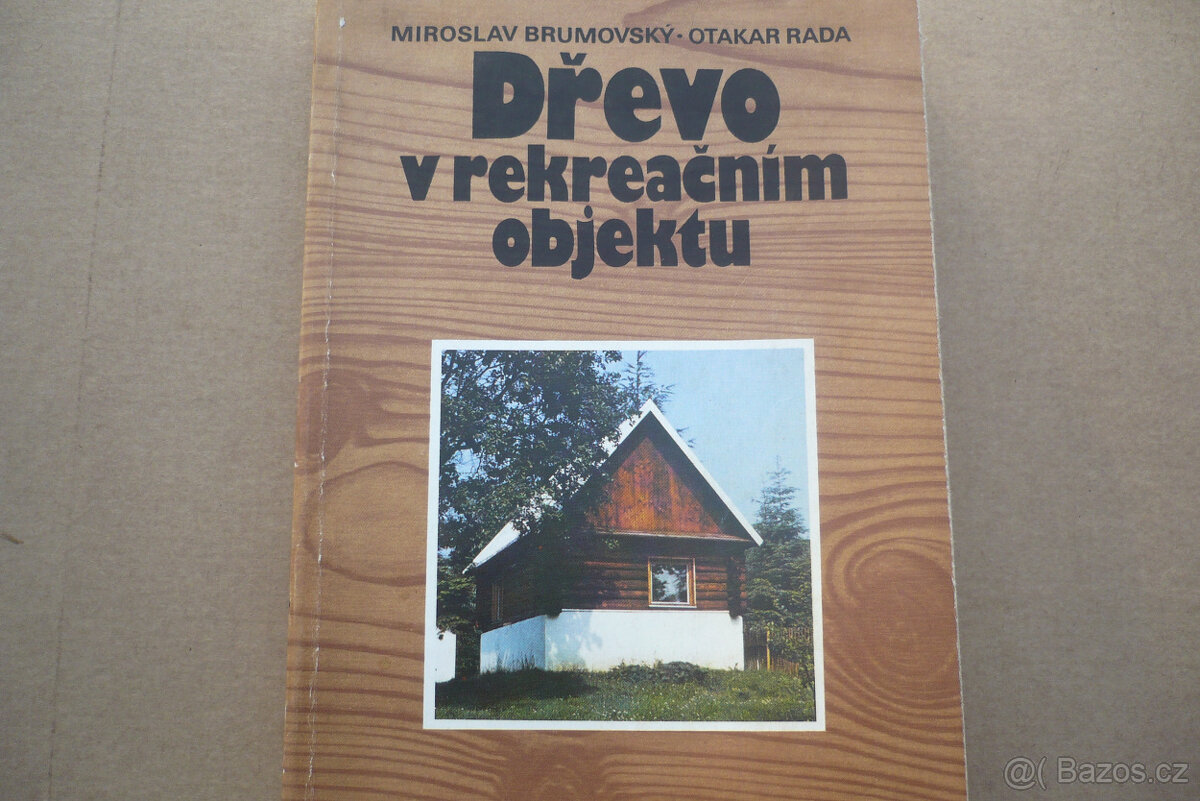 MIROSLAV BRUMOVSKÝ · OTAKAR RADA
Dřevo
v rekreačním
objektu
@( Bazos.cz